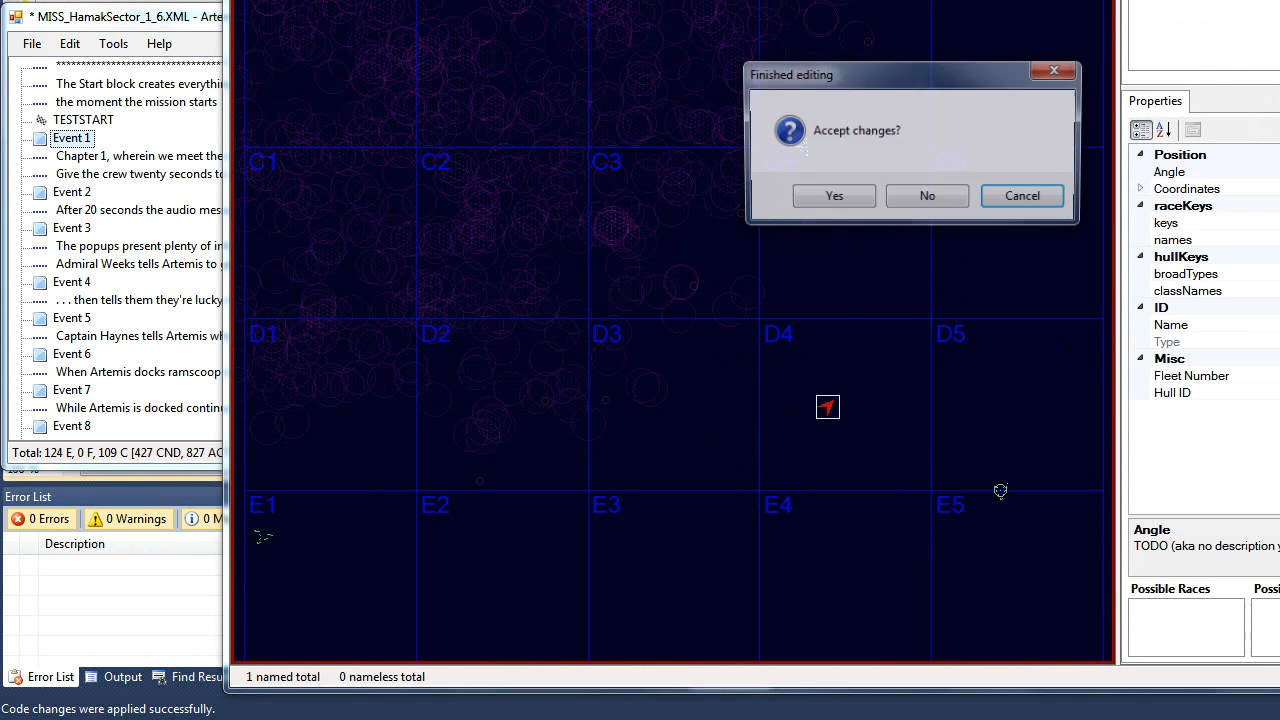 * MISS_HamakSector_1_6.XML - Arte
File Edit Tools Help
********************************
The Start block creates everythin
the moment the mission starts
TESTSTART
Event 1
Chapter 1, wherein we meet the
Give the crew twenty seconds to
Event 2
After 20 seconds the audio mes
Event 3
The popups present plenty of in
Admiral Weeks tells Artemis to g
Event 4
. . . then tells them they're lucky
Event 5
Captain Haynes tells Artemis wh
Event 6
When Artemis docks ramscoop
Event 7
While Artemis is docked continu
Event 8
Total: 124 E, 0 F, 109 C [427 CND, 827 AC
Error List
0 Errors 0 Warnings 0 M
Description
Error List Output Find Resu
Code changes were applied successfully.
C1 C2 C3
D1 D2 D3 D4 D5
E1 E2 E3 E4 E5
1 named total 0 nameless total
Finished editing
Accept changes?
Yes No Cancel
Properties
Position
Angle
Coordinates
raceKeys
keys
names
hullKeys
broadTypes
classNames
ID
Name
Type
Misc
Fleet Number
Hull ID
Angle
TODO (aka no description y
Possible Races Possi